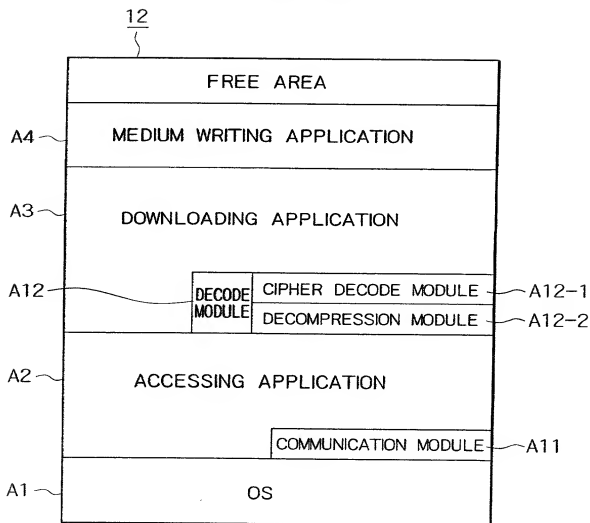 12
FREE AREA
A4
MEDIUM WRITING APPLICATION
A3
DOWNLOADING APPLICATION
A12
DECODE
MODULE
CIPHER DECODE MODULE
A12-1
DECOMPRESSION MODULE
A12-2
A2
ACCESSING APPLICATION
COMMUNICATION MODULE
A11
A1
OS